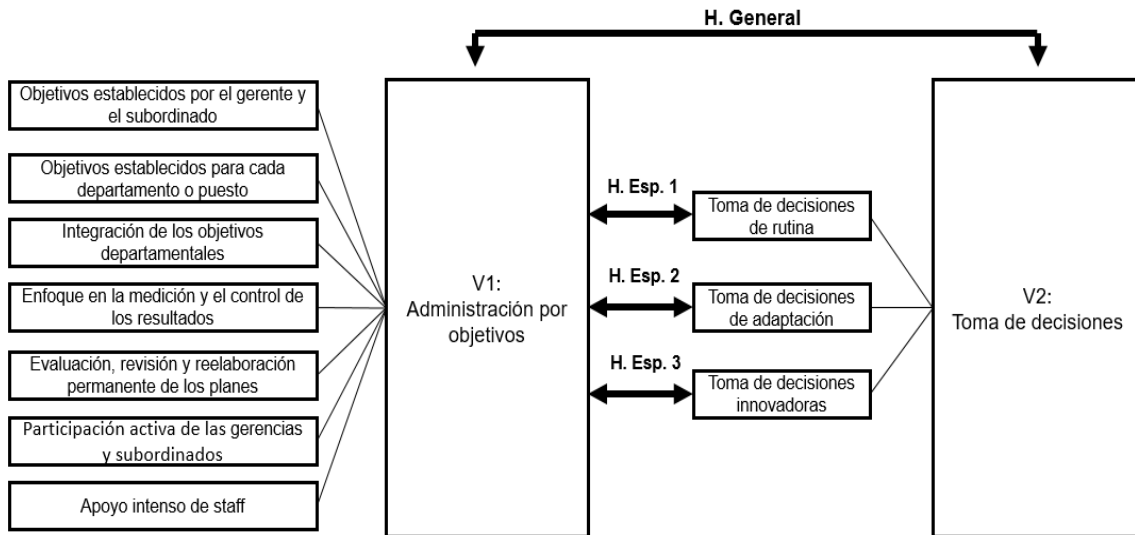 H. General
Objetivos establecidos por el gerente y
el subordinado
Objetivos establecidos para cada
departamento o puesto
Integración de los objetivos
departamentales
Enfoque en la medición y el control de
los resultados
Evaluación, revisión y reelaboración
permanente de los planes
Participación activa de las gerencias
y subordinados
Apoyo intenso de staff
V1:
Administración por
objetivos
H. Esp. 1
Toma de decisiones
de rutina
H. Esp. 2
Toma de decisiones
de adaptación
H. Esp. 3
Toma de decisiones
innovadoras
V2:
Toma de decisiones